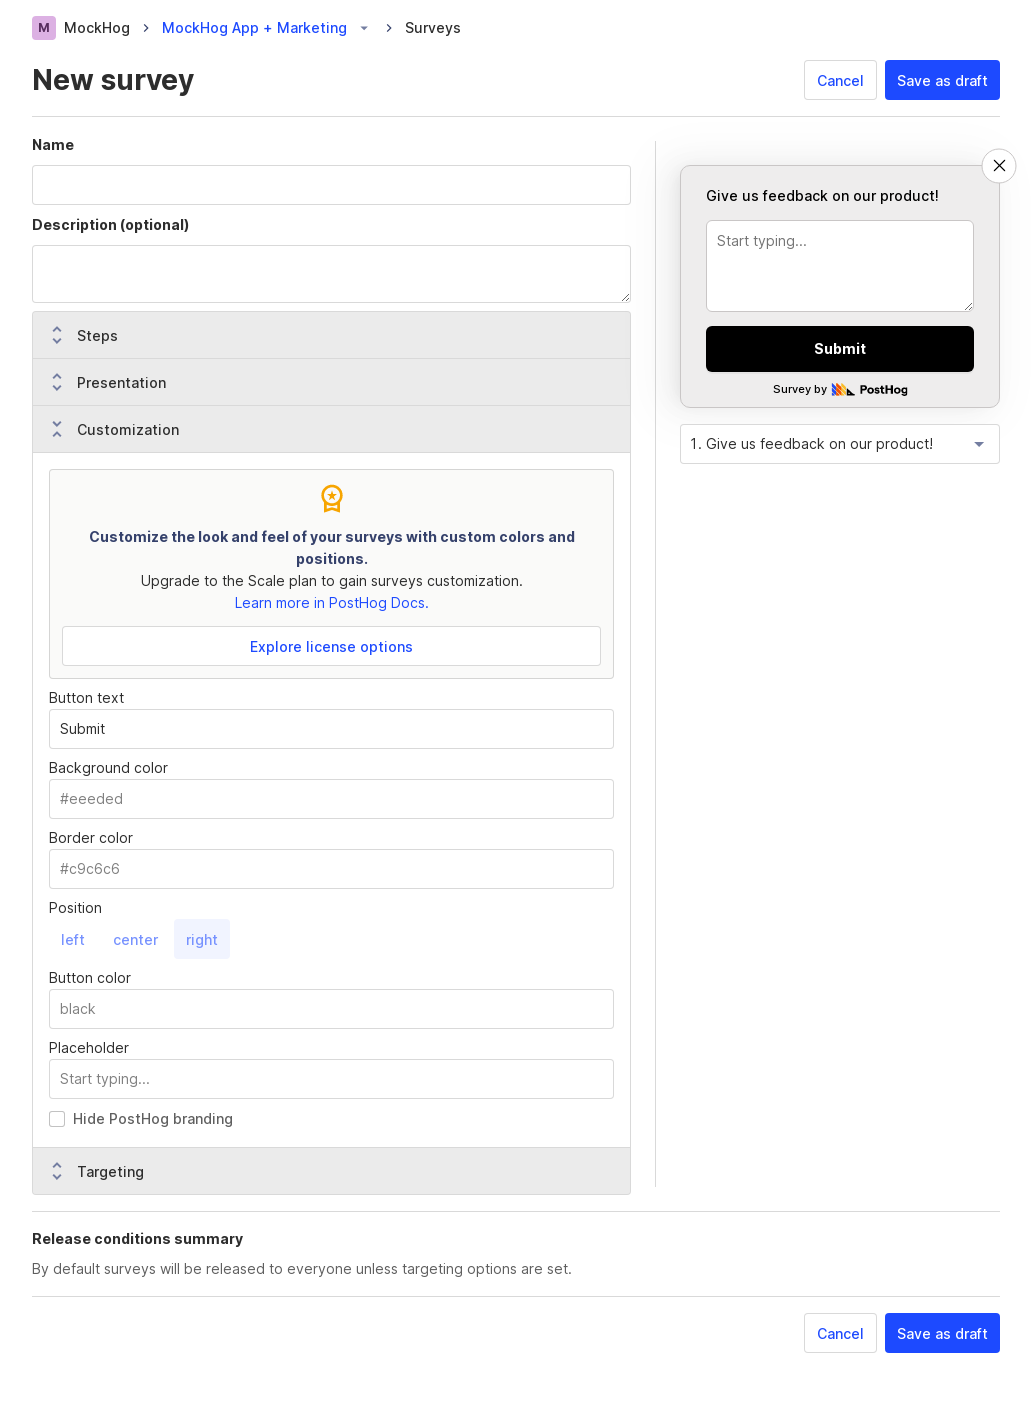 M MockHog MockHog App + Marketing Surveys
New survey
Cancel Save as draft
Name
Description (optional)
Steps
Presentation
Customization
Customize the look and feel of your surveys with custom colors and
positions.
Upgrade to the Scale plan to gain surveys customization.
Learn more in PostHog Docs.
Explore license options
Button text
Submit
Background color
#eeeded
Border color
#c9c6c6
Position
left center right
Button color
black
Placeholder
Start typing...
Hide PostHog branding
Targeting
Give us feedback on our product!
Start typing...
Submit
Survey by PostHog
1. Give us feedback on our product!
Release conditions summary
By default surveys will be released to everyone unless targeting options are set.
Cancel Save as draft